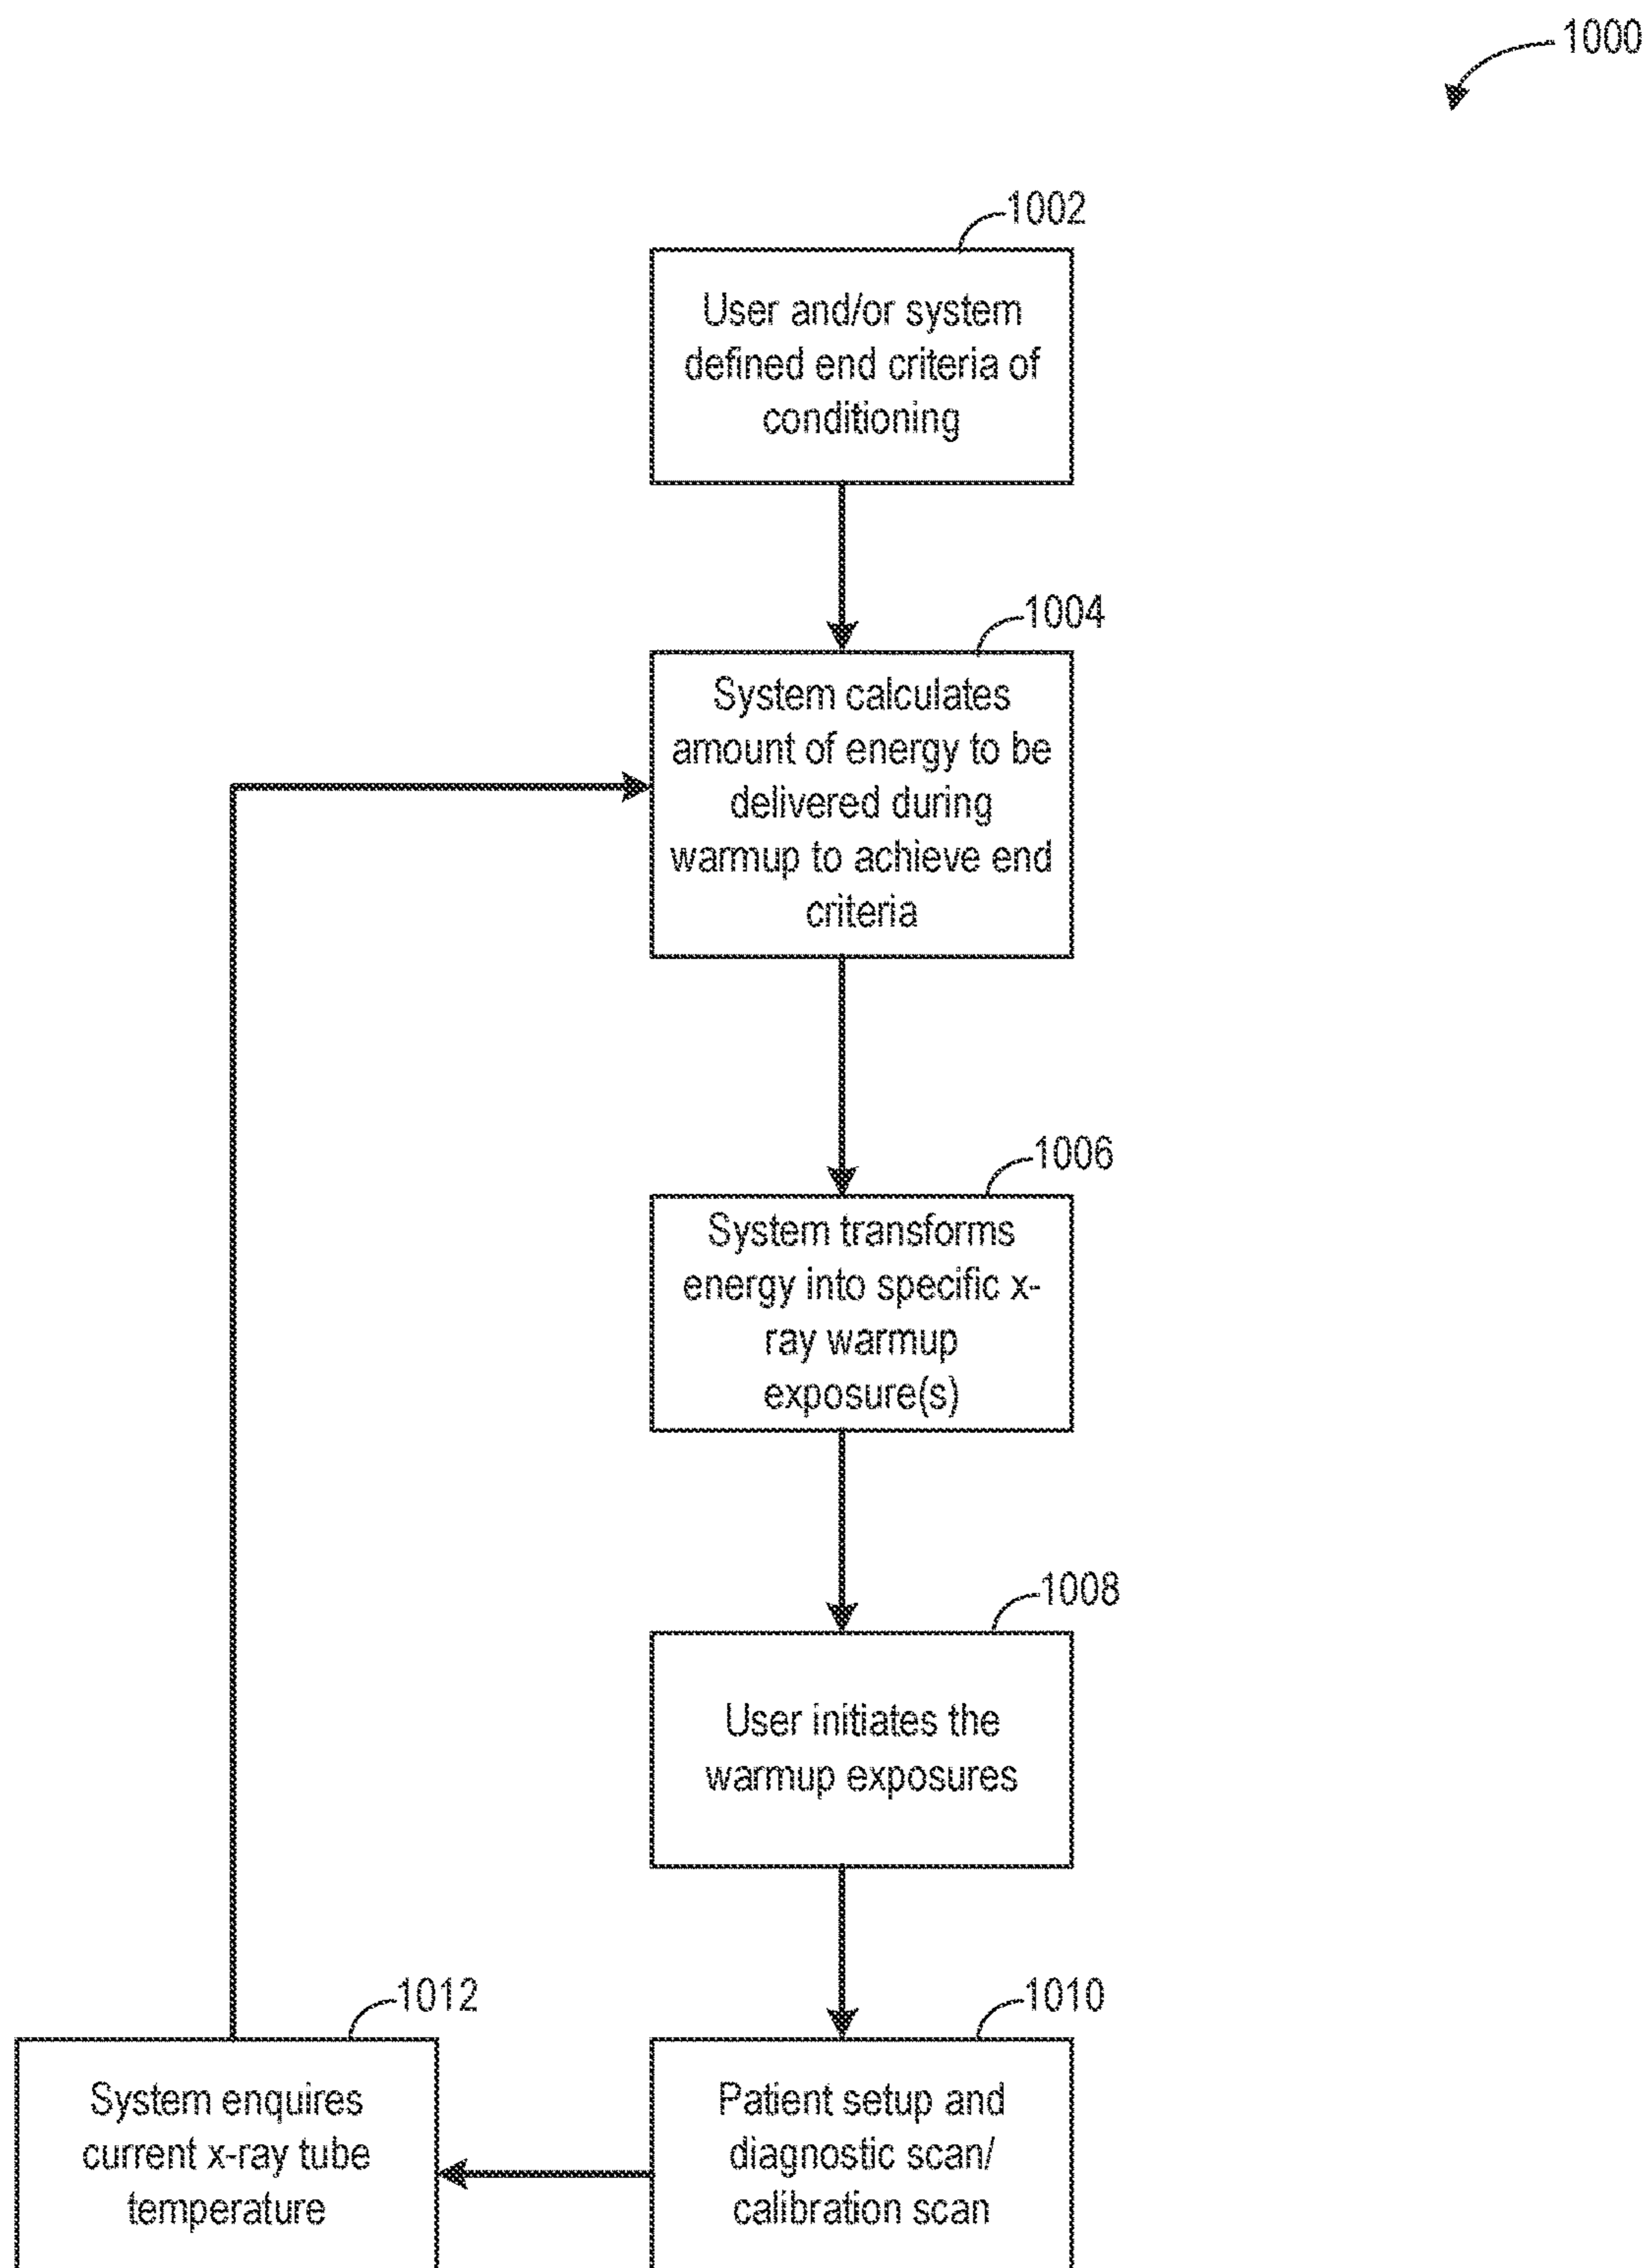 1000
1002
User and/or system
defined end criteria of
conditioning
1004
System calculates
amount of energy to be
delivered during
warmup to achieve end
criteria
1006
System transforms
energy into specific x-
ray warmup
exposure(s)
1008
User initiates the
warmup exposures
1012
System enquires
current x-ray tube
temperature
1010
Patient setup and
diagnostic scan/
calibration scan